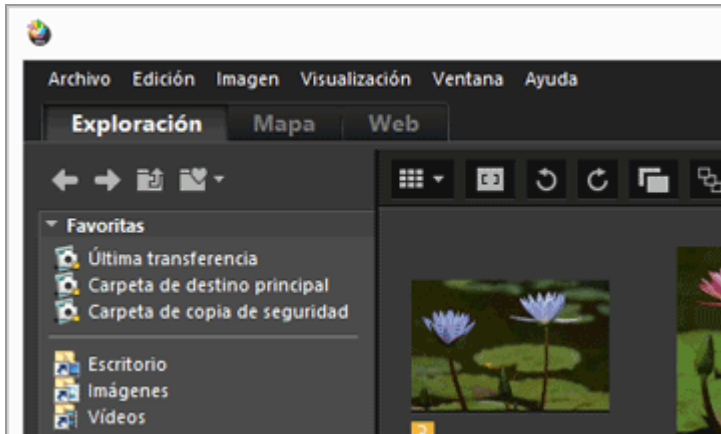 Archivo Edición Imagen Visualización Ventana Ayuda
Exploración Mapa Web
Favoritas
Última transferencia
Carpeta de destino principal
Carpeta de copia de seguridad
Escritorio
Imágenes
Vídeos